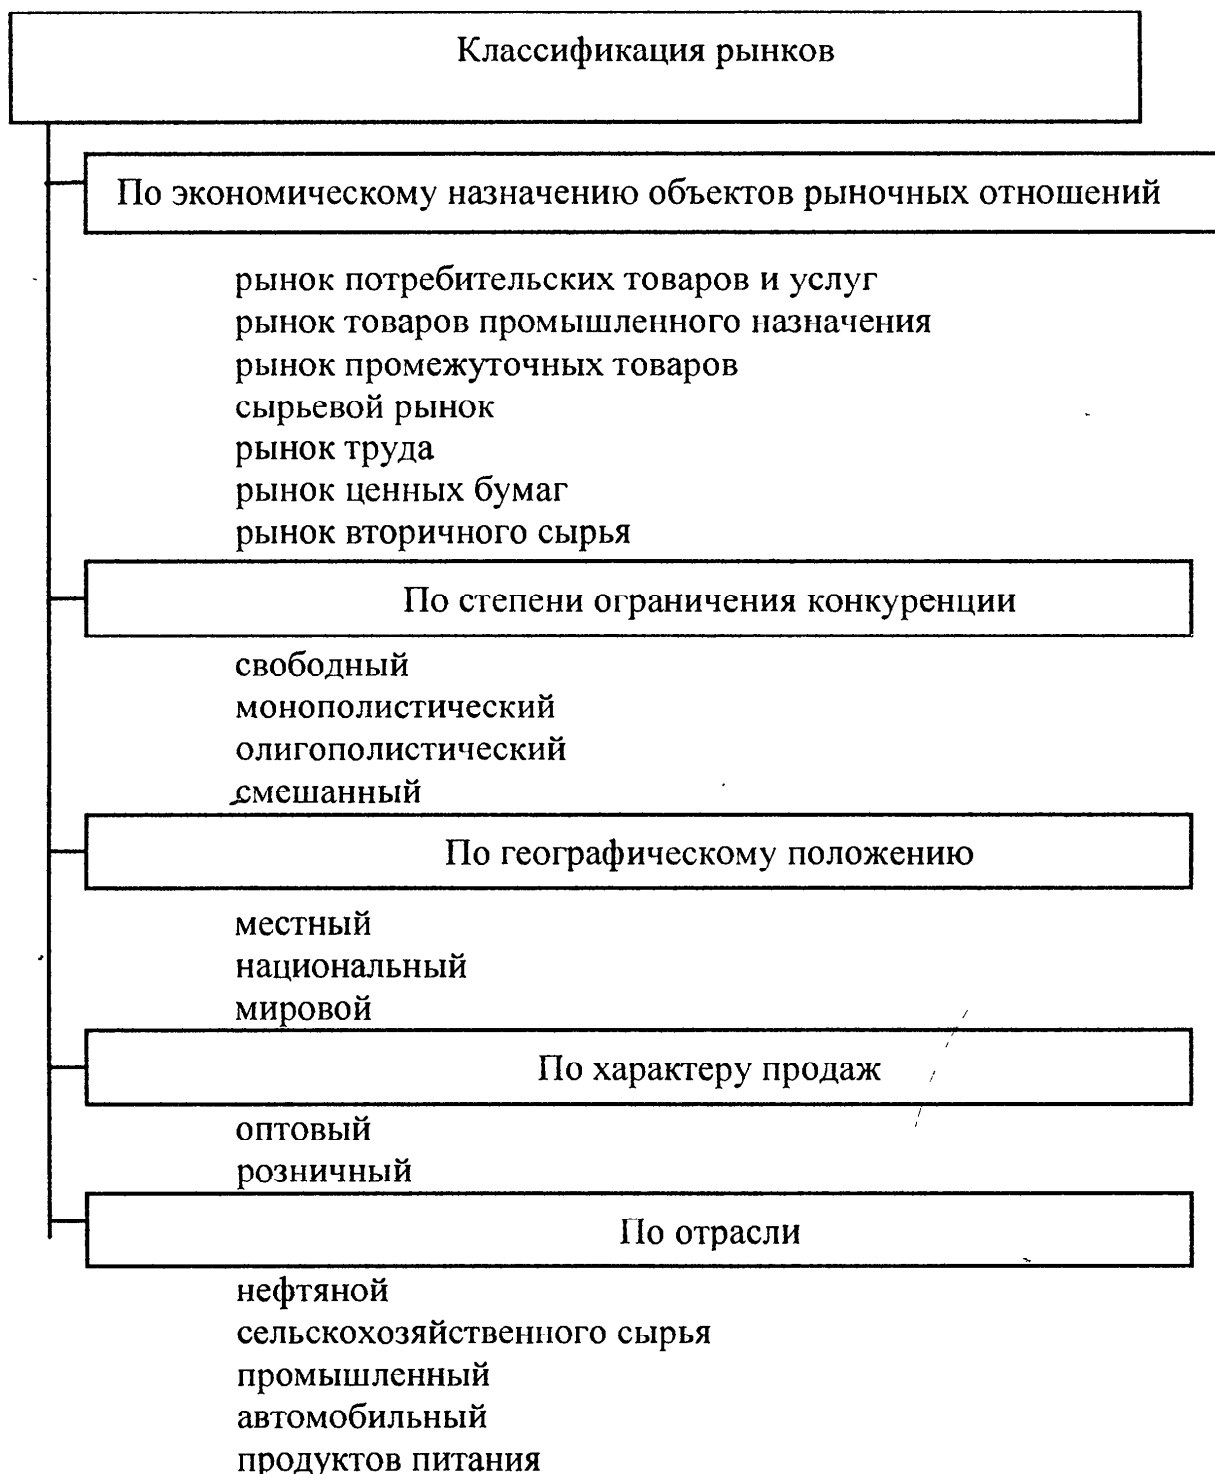 Классификация рынков
По экономическому назначению объектов рыночных отношений
рынок потребительских товаров и услуг
рынок товаров промышленного назначения
рынок промежуточных товаров
сырьевой рынок
рынок труда
рынок ценных бумаг
рынок вторичного сырья
По степени ограничения конкуренции
свободный
монополистический
олигополистический
смешанный
По географическому положению
местный
национальный
мировой
По характеру продаж
оптовый
розничный
По отрасли
нефтяной
сельскохозяйственного сырья
промышленный
автомобильный
продуктов питания